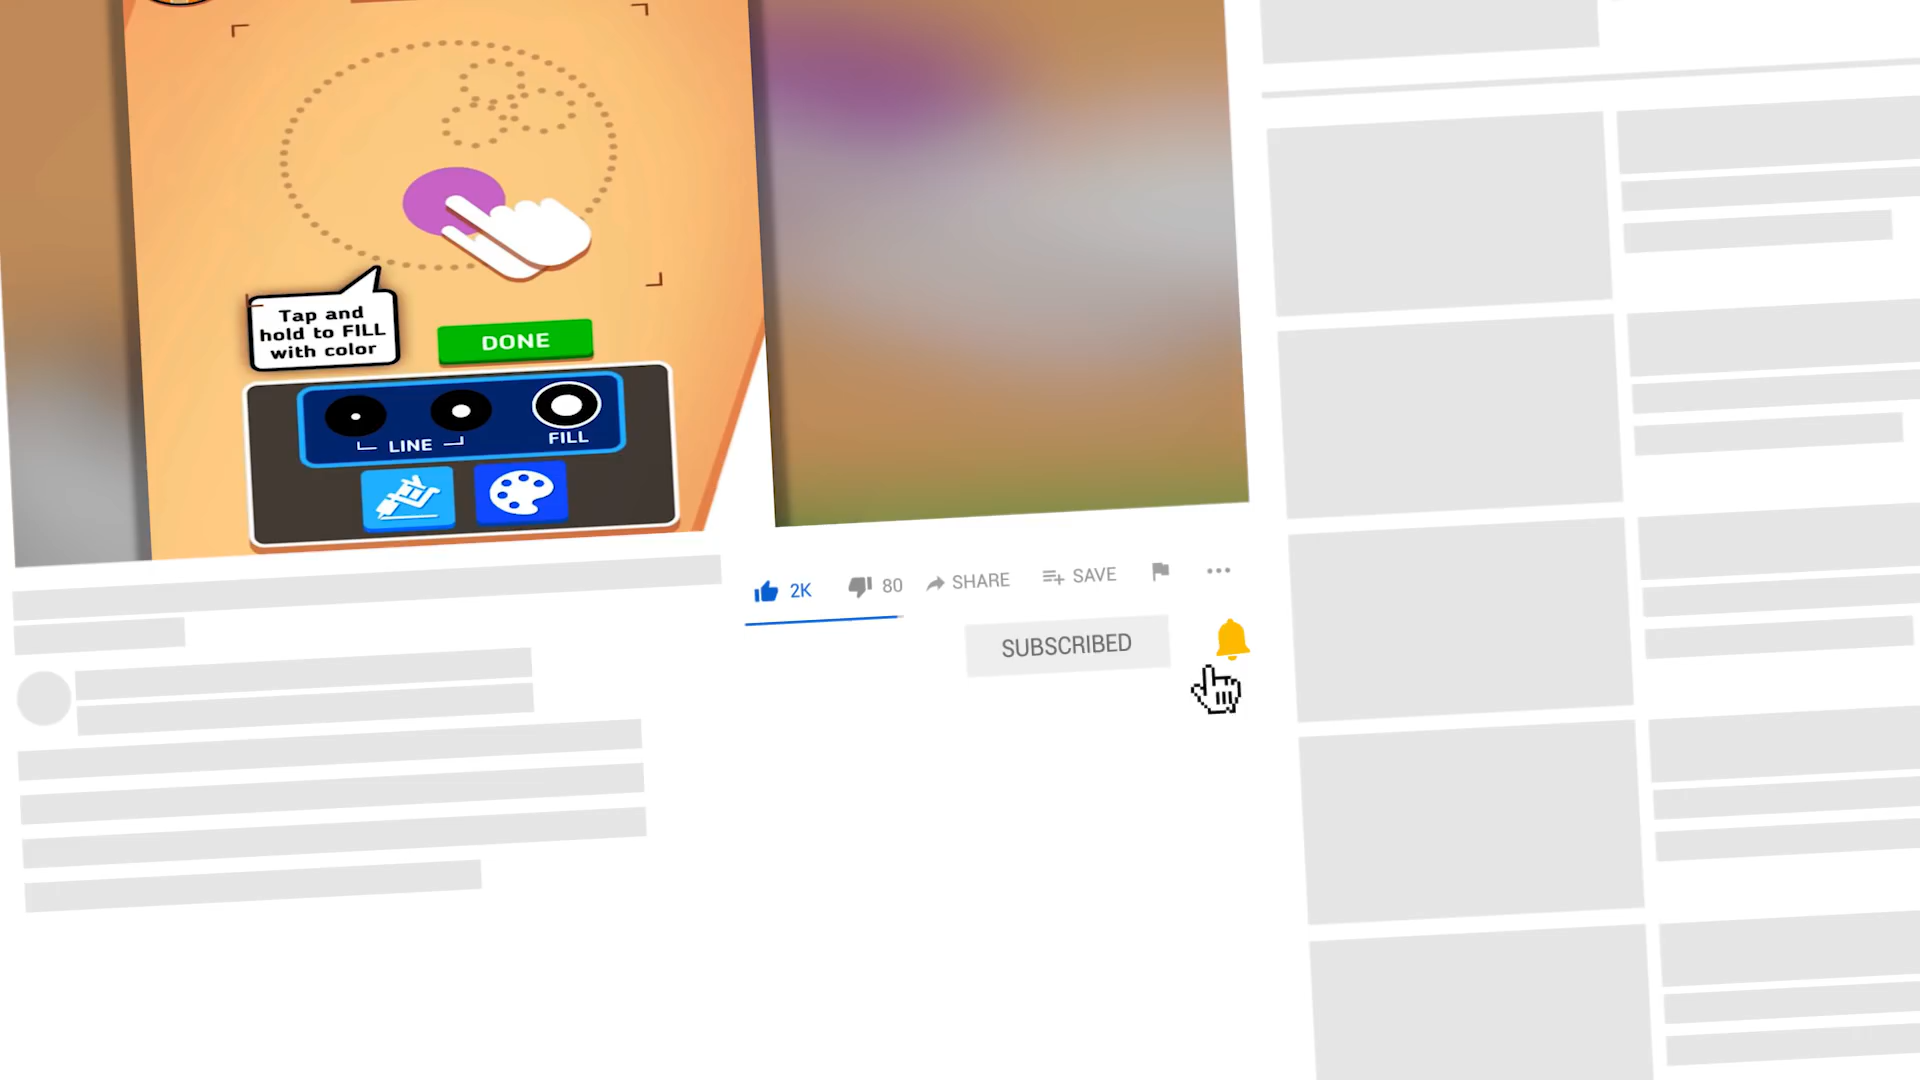 Tap and
hold to FILL
with color
DONE
LINE
FILL
2K
80
SHARE
SAVE
SUBSCRIBED